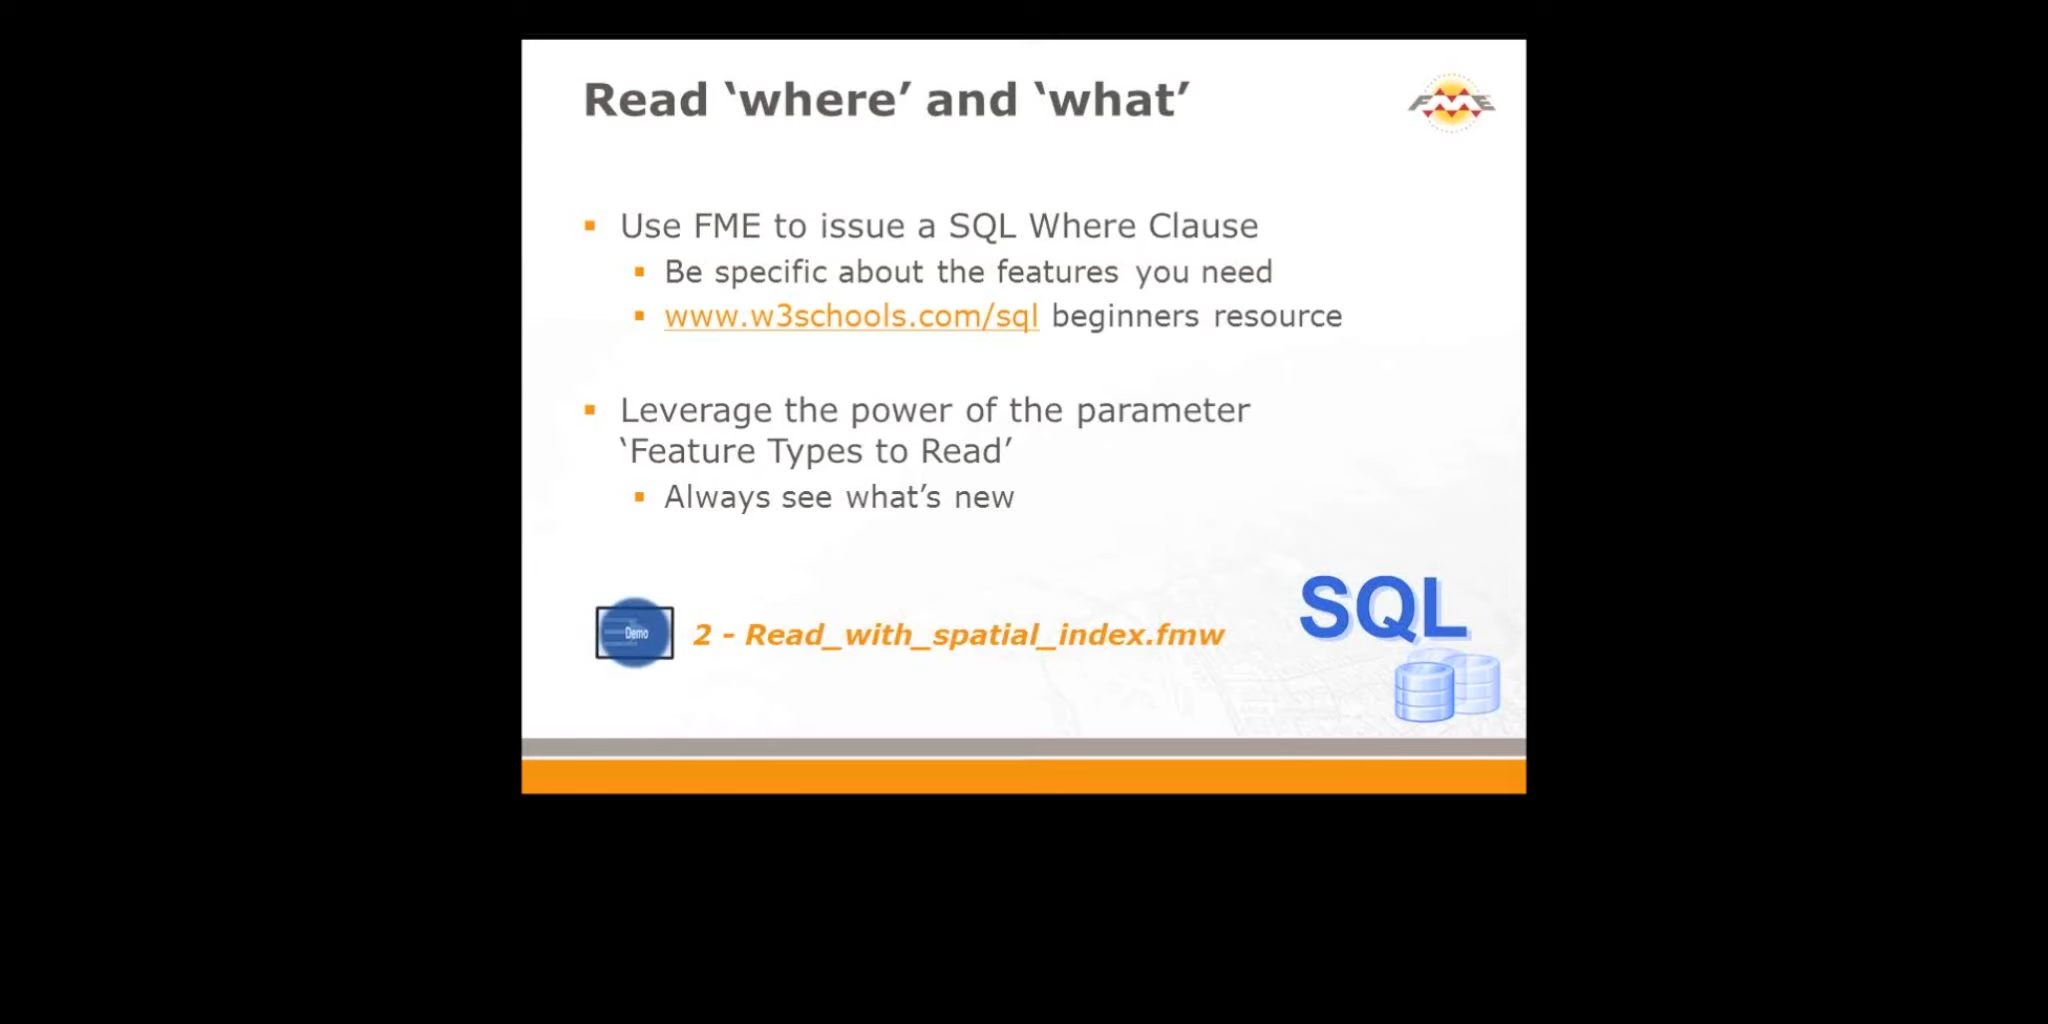 Read ‘where’ and ‘what’
FME
Use FME to issue a SQL Where Clause
Be specific about the features you need
www.w3schools.com/sql beginners resource
Leverage the power of the parameter
‘Feature Types to Read’
Always see what’s new
Demo
2 - Read_with_spatial_index.fmw
SQL